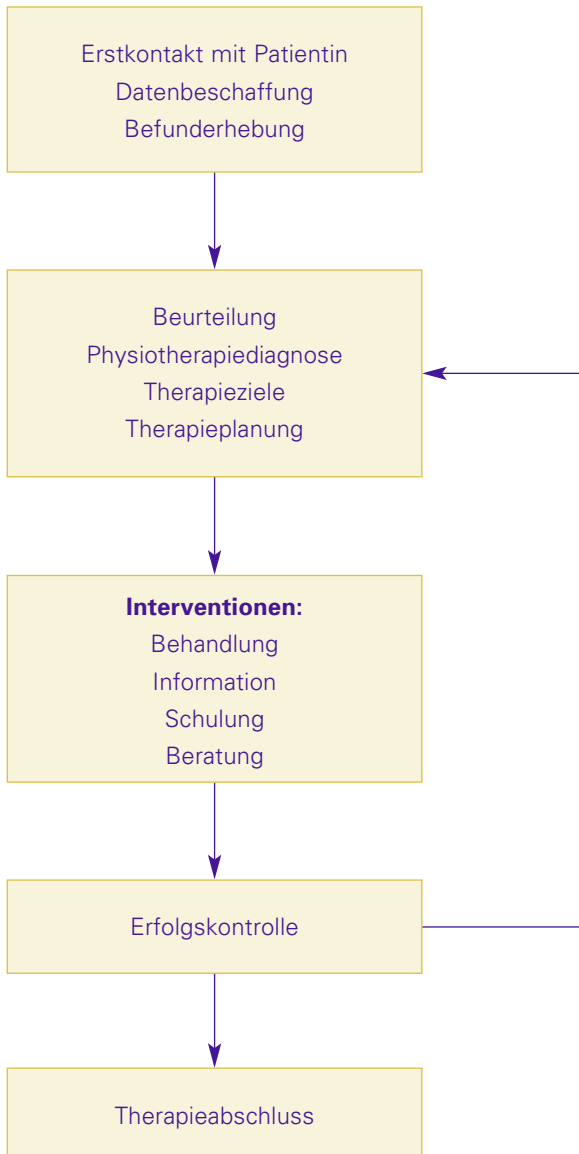 Erstkontakt mit Patientin
Datenbeschaffung
Befunderhebung
Beurteilung
Physiotherapiediagnose
Therapieziele
Therapieplanung
Interventionen:
Behandlung
Information
Schulung
Beratung
Erfolgskontrolle
Therapieabschluss